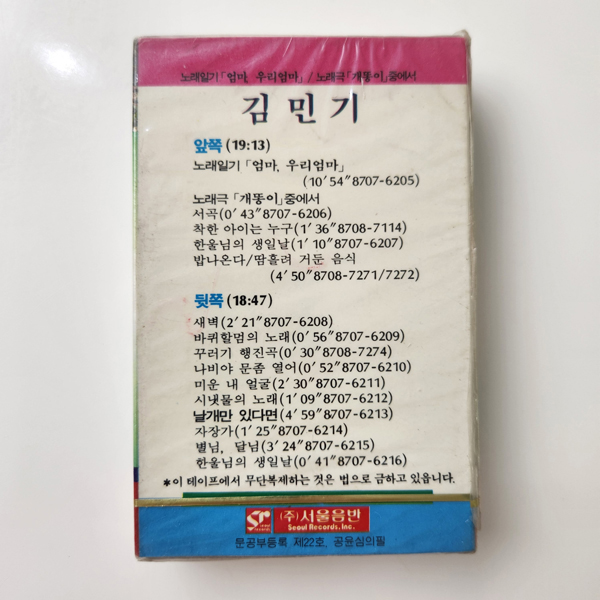 노래일기「엄마, 우리엄마」/ 노래극「개똥이」중에서
김민기
앞쪽 (19:13)
노래일기「엄마, 우리엄마」
(10′54″8707-6205)
노래극「개똥이」중에서
서곡(0′43″8707-6206)
착한 아이는 누구(1′36″8708-7114)
한울님의 생일날(1′10″8707-6207)
밥나온다/땀흘려 거둔 음식
(4′50″8708-7271/7272)
뒷쪽 (18:47)
새벽(2′21″8707-6208)
바퀴할멈의 노래(0′56″8707-6209)
꾸러기 행진곡(0′30″8708-7274)
나비야 문좀 열어(0′52″8707-6210)
미운 내 얼굴(2′30″8707-6211)
시냇물의 노래(1′09″8707-6212)
날개만 있다면(4′59″8707-6213)
자장가(1′25″8707-6214)
별님, 달님(3′24″8707-6215)
한울님의 생일날(0′41″8707-6216)
*이 테이프에서 무단복제하는 것은 법으로 금하고 있읍니다.
(주)서울음반
Seoul Records, Inc.
문공부등록 제22호, 공윤심의필